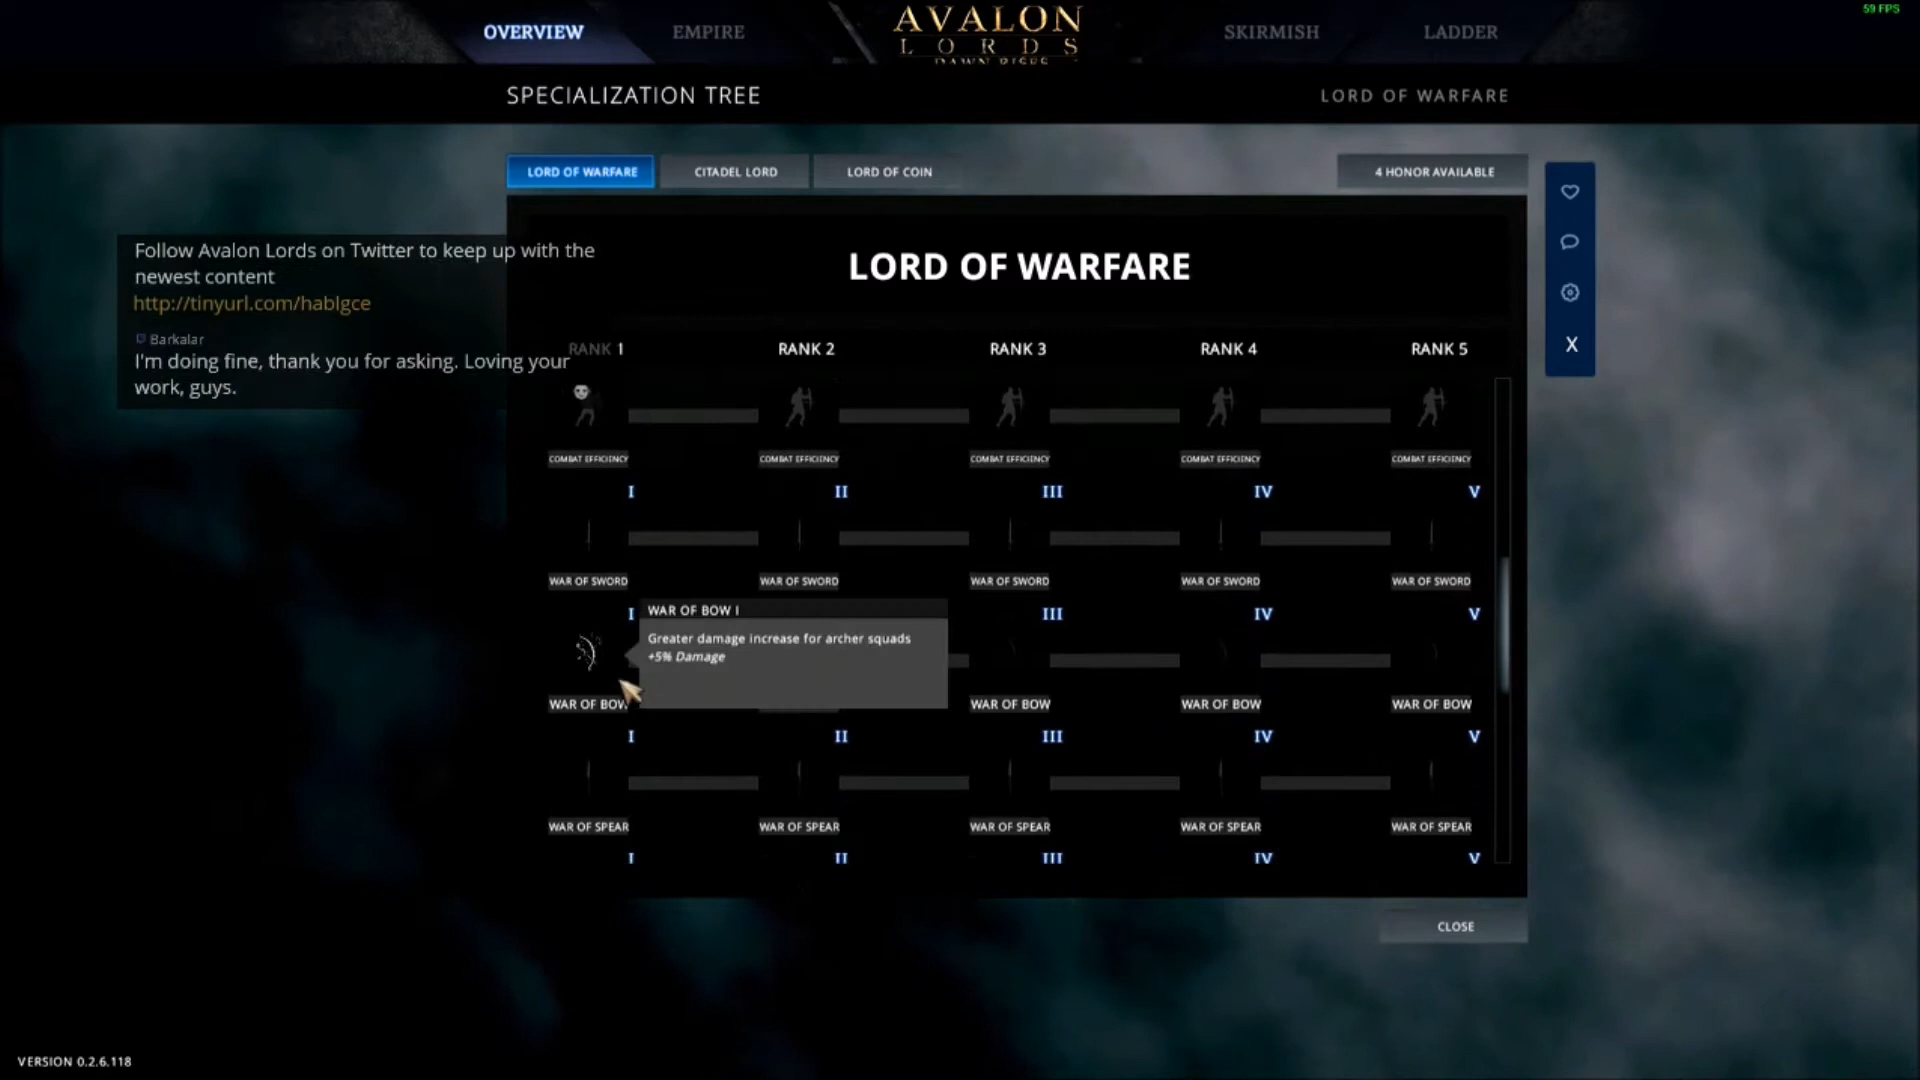 59 FPS
OVERVIEW EMPIRE AVALON SKIRMISH LADDER
LORDS
DAWN RISES
SPECIALIZATION TREE LORD OF WARFARE
LORD OF WARFARE CITADEL LORD LORD OF COIN 4 HONOR AVAILABLE
Follow Avalon Lords on Twitter to keep up with the
newest content
http://tinyurl.com/hablgce
Barkalar
I'm doing fine, thank you for asking. Loving your
work, guys.
LORD OF WARFARE
RANK 1 RANK 2 RANK 3 RANK 4 RANK 5
COMBAT EFFICIENCY COMBAT EFFICIENCY COMBAT EFFICIENCY COMBAT EFFICIENCY COMBAT EFFICIENCY
I II III IV V
WAR OF SWORD WAR OF SWORD WAR OF SWORD WAR OF SWORD WAR OF SWORD
I III IV V
WAR OF BOW I
Greater damage increase for archer squads
+5% Damage
WAR OF BOW WAR OF BOW WAR OF BOW WAR OF BOW
I II III IV V
WAR OF SPEAR WAR OF SPEAR WAR OF SPEAR WAR OF SPEAR WAR OF SPEAR
I II III IV V
CLOSE
X
VERSION 0.2.6.118